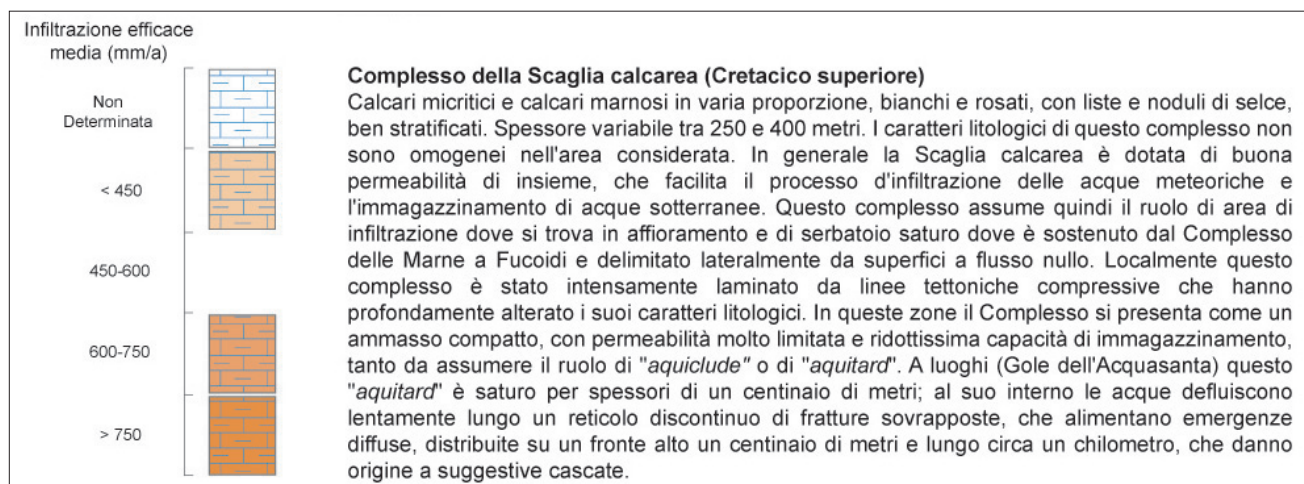 Infiltrazione efficace
media (mm/a)
Non
Determinata
< 450
450-600
600-750
> 750
Complesso della Scaglia calcarea (Cretacico superiore)
Calcari micritici e calcari marnosi in varia proporzione, bianchi e rosati, con liste e noduli di selce,
ben stratificati. Spessore variabile tra 250 e 400 metri. I caratteri litologici di questo complesso non
sono omogenei nell'area considerata. In generale la Scaglia calcarea è dotata di buona
permeabilità di insieme, che facilita il processo d'infiltrazione delle acque meteoriche e
l'immagazzinamento di acque sotterranee. Questo complesso assume quindi il ruolo di area di
infiltrazione dove si trova in affioramento e di serbatoio saturo dove è sostenuto dal Complesso
delle Marne a Fucoidi e delimitato lateralmente da superfici a flusso nullo. Localmente questo
complesso è stato intensamente laminato da linee tettoniche compressive che hanno
profondamente alterato i suoi caratteri litologici. In queste zone il Complesso si presenta come un
ammasso compatto, con permeabilità molto limitata e ridottissima capacità di immagazzinamento,
tanto da assumere il ruolo di "aquiclude" o di "aquitard". A luoghi (Gole dell'Acquasanta) questo
"aquitard" è saturo per spessori di un centinaio di metri; al suo interno le acque defluiscono
lentamente lungo un reticolo discontinuo di fratture sovrapposte, che alimentano emergenze
diffuse, distribuite su un fronte alto un centinaio di metri e lungo circa un chilometro, che danno
origine a suggestive cascate.